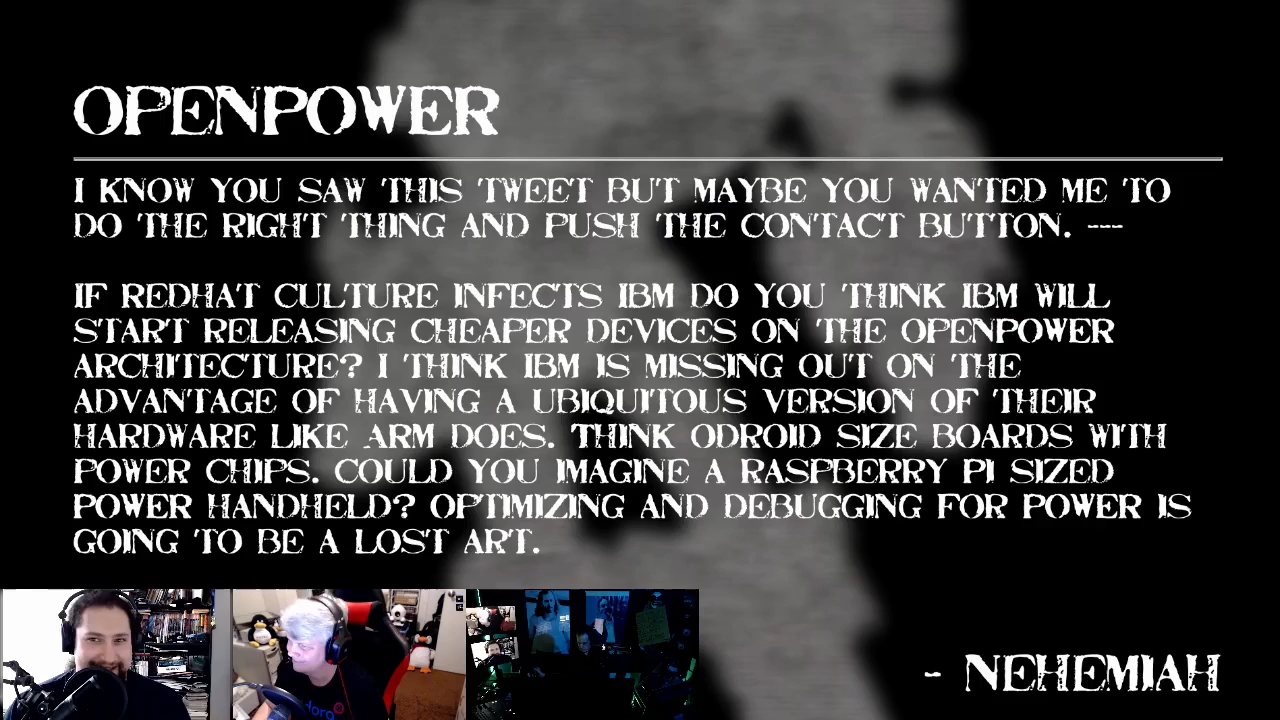 OPENPOWER
I KNOW YOU SAW THIS TWEET BUT MAYBE YOU WANTED ME TO
DO THE RIGHT THING AND PUSH THE CONTACT BUTTON. ---
IF REDHAT CULTURE INFECTS IBM DO YOU THINK IBM WILL
START RELEASING CHEAPER DEVICES ON THE OPENPOWER
ARCHITECTURE? I THINK IBM IS MISSING OUT ON THE
ADVANTAGE OF HAVING A UBIQUITOUS VERSION OF THEIR
HARDWARE LIKE ARM DOES. THINK ODROID SIZE BOARDS WITH
POWER CHIPS. COULD YOU IMAGINE A RASPBERRY PI SIZED
POWER HANDHELD? OPTIMIZING AND DEBUGGING FOR POWER IS
GOING TO BE A LOST ART.
- NEHEMIAH